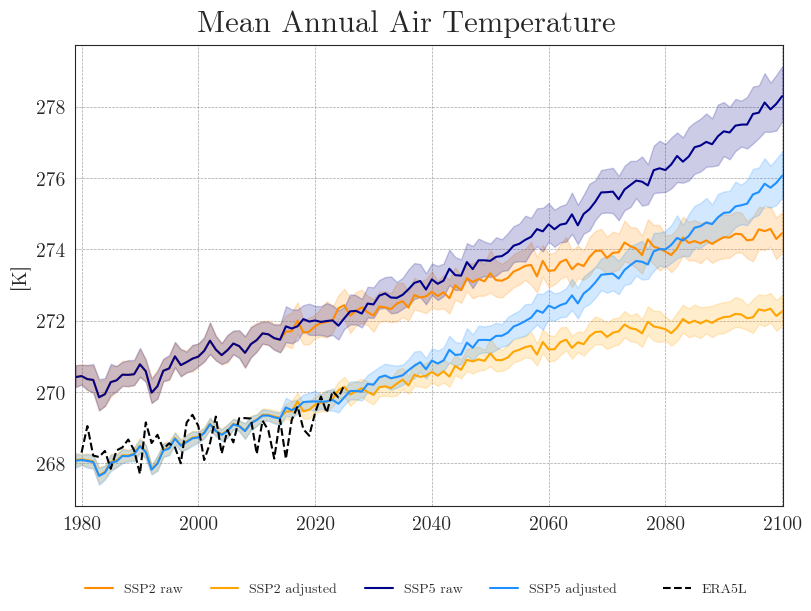 Mean Annual Air Temperature
[K]
278
276
274
272
270
268
1980 2000 2020 2040 2060 2080 2100
SSP2 raw SSP2 adjusted SSP5 raw SSP5 adjusted ERA5L